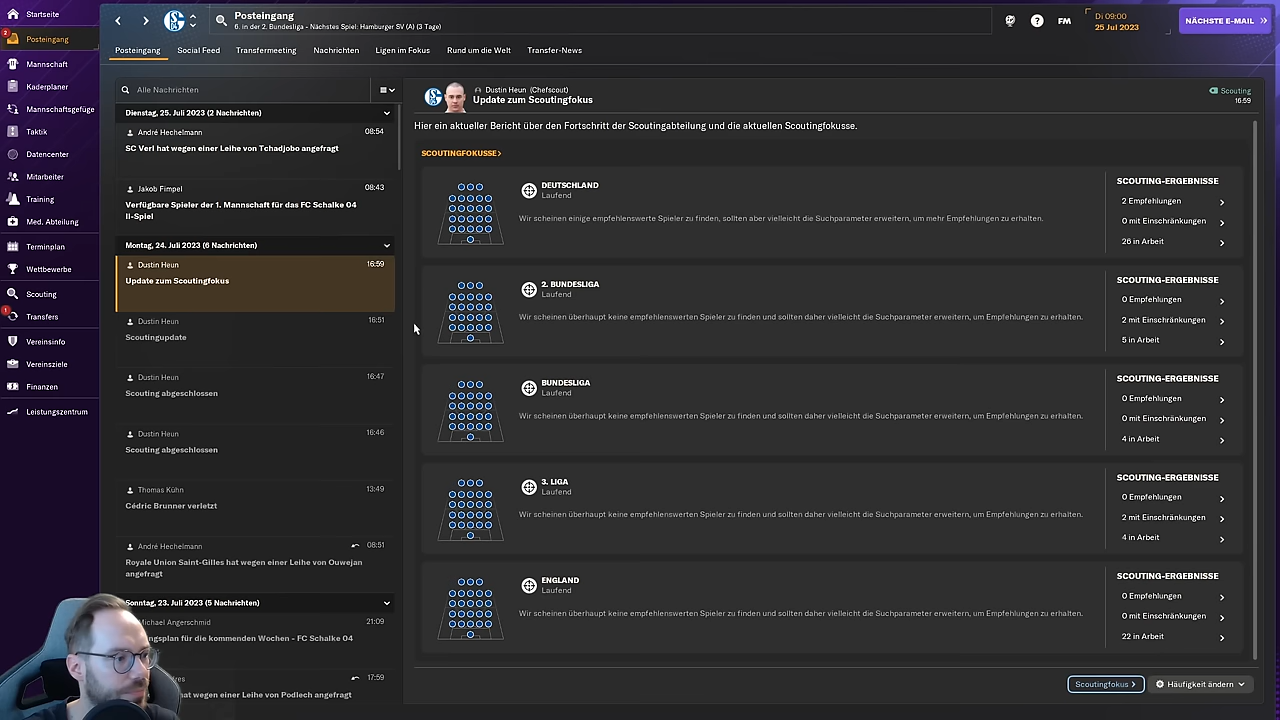 Startseite
2
Posteingang
Mannschaft
Kaderplaner
Mannschaftsgefüge
Taktik
Datencenter
Mitarbeiter
Training
Med. Abteilung
Terminplan
Wettbewerbe
Scouting
1
Transfers
Vereinsinfo
Vereinsziele
Finanzen
Leistungszentrum
Posteingang
6. in der 2. Bundesliga - Nächstes Spiel: Hamburger SV (A) (3 Tage)
FM
Di 09:00
25 Jul 2023
NÄCHSTE E-MAIL
Posteingang
Social Feed
Transfermeeting
Nachrichten
Ligen im Fokus
Rund um die Welt
Transfer-News
Alle Nachrichten
Dienstag, 25. Juli 2023 (2 Nachrichten)
André Hechelmann 08:54
SC Verl hat wegen einer Leihe von Tchadjobo angefragt
Jakob Fimpel 08:43
Verfügbare Spieler der 1. Mannschaft für das FC Schalke 04
II-Spiel
Montag, 24. Juli 2023 (6 Nachrichten)
Dustin Heun 16:59
Update zum Scoutingfokus
Dustin Heun 16:51
Scoutingupdate
Dustin Heun 16:47
Scouting abgeschlossen
Dustin Heun 16:46
Scouting abgeschlossen
Thomas Kühn 13:49
Cédric Brunner verletzt
André Hechelmann 08:51
Royale Union Saint-Gilles hat wegen einer Leihe von Ouwejan
angefragt
Sonntag, 23. Juli 2023 (5 Nachrichten)
Michael Angerschmid 21:09
für die kommenden Wochen - FC Schalke 04
17:59
hat wegen einer Leihe von Podlech angefragt
Dustin Heun (Chefscout)
Update zum Scoutingfokus
Scouting
16:59
Hier ein aktueller Bericht über den Fortschritt der Scoutingabteilung und die aktuellen Scoutingfokusse.
SCOUTINGFOKUSSE>
DEUTSCHLAND
Laufend
Wir scheinen einige empfehlenswerte Spieler zu finden, sollten aber vielleicht die Suchparameter erweitern, um mehr Empfehlungen zu erhalten.
SCOUTING-ERGEBNISSE
2 Empfehlungen
0 mit Einschränkungen
26 in Arbeit
2. BUNDESLIGA
Laufend
Wir scheinen überhaupt keine empfehlenswerten Spieler zu finden und sollten daher vielleicht die Suchparameter erweitern, um Empfehlungen zu erhalten.
SCOUTING-ERGEBNISSE
0 Empfehlungen
2 mit Einschränkungen
5 in Arbeit
BUNDESLIGA
Laufend
Wir scheinen überhaupt keine empfehlenswerten Spieler zu finden und sollten daher vielleicht die Suchparameter erweitern, um Empfehlungen zu erhalten.
SCOUTING-ERGEBNISSE
0 Empfehlungen
0 mit Einschränkungen
4 in Arbeit
3. LIGA
Laufend
Wir scheinen überhaupt keine empfehlenswerten Spieler zu finden und sollten daher vielleicht die Suchparameter erweitern, um Empfehlungen zu erhalten.
SCOUTING-ERGEBNISSE
0 Empfehlungen
2 mit Einschränkungen
4 in Arbeit
ENGLAND
Laufend
Wir scheinen überhaupt keine empfehlenswerten Spieler zu finden und sollten daher vielleicht die Suchparameter erweitern, um Empfehlungen zu erhalten.
SCOUTING-ERGEBNISSE
0 Empfehlungen
0 mit Einschränkungen
22 in Arbeit
Scoutingfokus >
Häufigkeit ändern